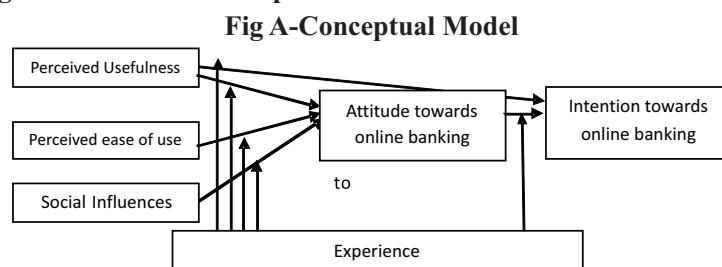 Fig A-Conceptual Model
Perceived Usefulness
Perceived ease of use
Social Influences
Attitude towards
online banking
Intention towards
online banking
to
Experience